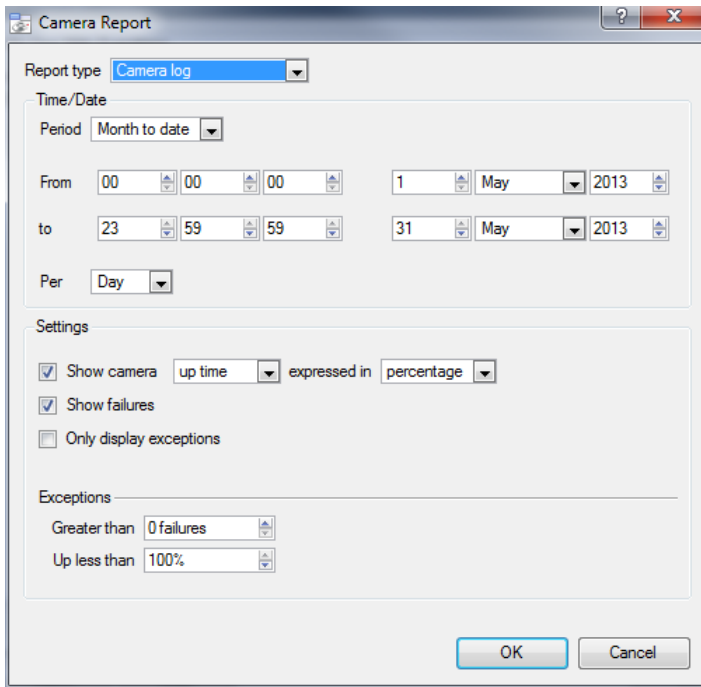 Camera Report
?
X
Report type Camera log
Time/Date
Period Month to date
From 00 00 00 1 May 2013
to 23 59 59 31 May 2013
Per Day
Settings
Show camera up time expressed in percentage
Show failures
Only display exceptions
Exceptions
Greater than 0 failures
Up less than 100%
OK Cancel